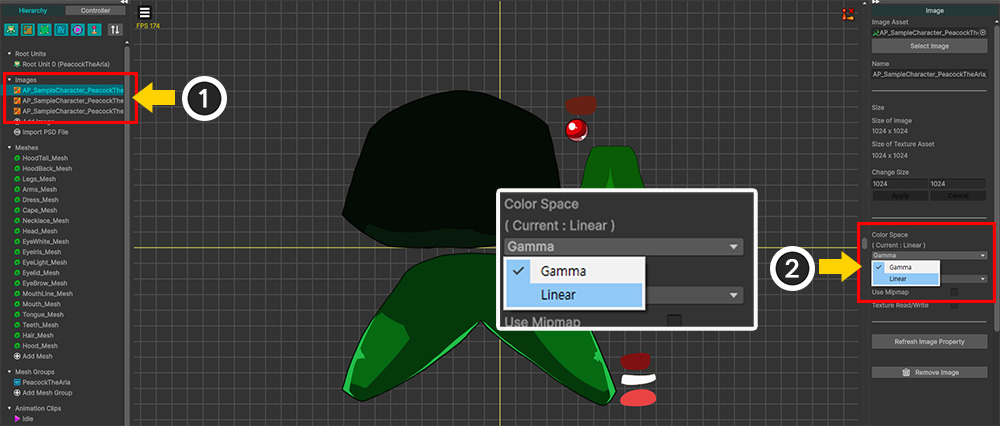 Hierarchy
Controller
Root Units
Root Unit 0 (PeacockTheAria)
Images
AP_SampleCharacter_PeacockThe
AP_SampleCharacter_PeacockThe
AP_SampleCharacter_PeacockThe
Add Image
Import PSD File
Meshes
HoodTail_Mesh
HoodBack_Mesh
Legs_Mesh
Arms_Mesh
Dress_Mesh
Cape_Mesh
Necklace_Mesh
Head_Mesh
EyeWhite_Mesh
EyeIris_Mesh
EyeLight_Mesh
EyeLid_Mesh
EyeBrow_Mesh
MouthLine_Mesh
Mouth_Mesh
Tongue_Mesh
Teeth_Mesh
Hair_Mesh
Hood_Mesh
Add Mesh
Mesh Groups
PeacockTheAria
Add Mesh Group
Animation Clips
Idle
1
FPS 174
Color Space
( Current : Linear )
Gamma
Gamma
Linear
Use Mipmap
2
Image
Image Asset
AP_SampleCharacter_PeacockThe
Select Image
Name
AP_SampleCharacter_PeacockTheAria
Size
Size of Image
1024 x 1024
Size of Texture Asset
1024 x 1024
Change Size
1024 1024
Apply Cancel
Color Space
( Current : Linear )
Gamma
Gamma
Linear
Use Mipmap
Texture Read/Write
Refresh Image Property
Remove Image